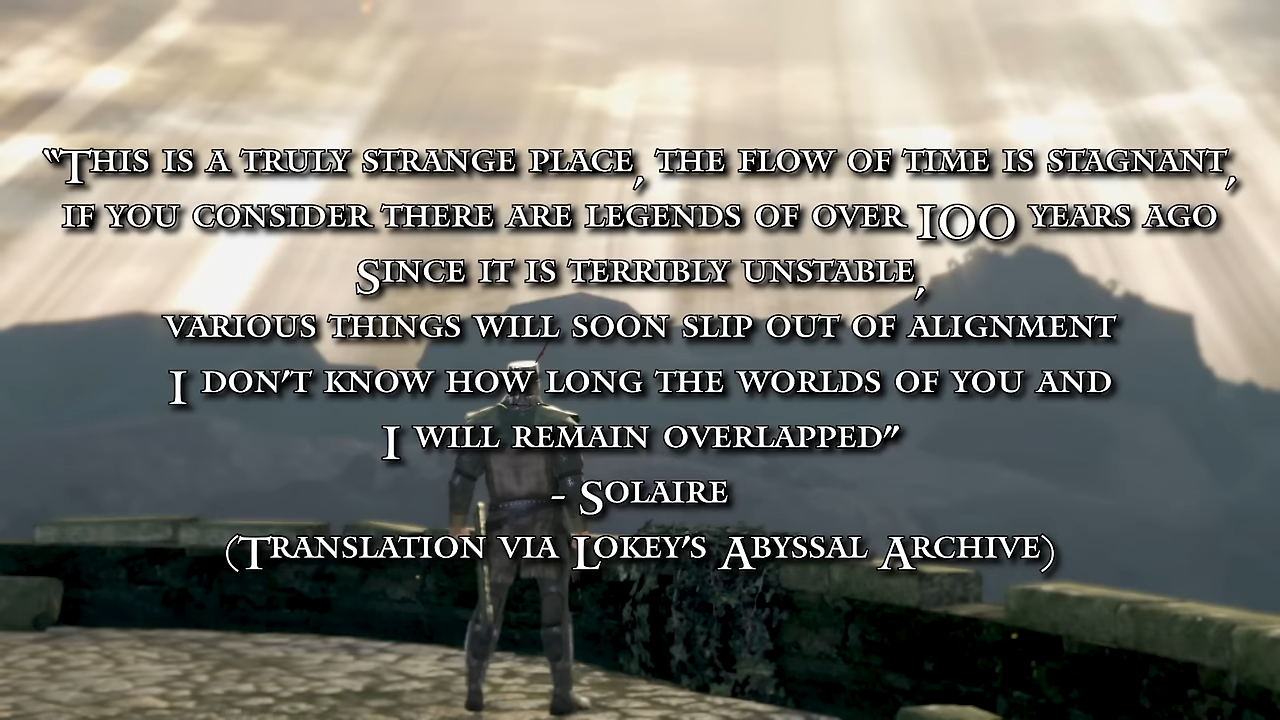 “This is a truly strange place, the flow of time is stagnant,
if you consider there are legends of over 100 years ago
Since it is terribly unstable,
various things will soon slip out of alignment
I don't know how long the worlds of you and
I will remain overlapped”
- Solaire
(Translation via Lokey's Abyssal Archive)